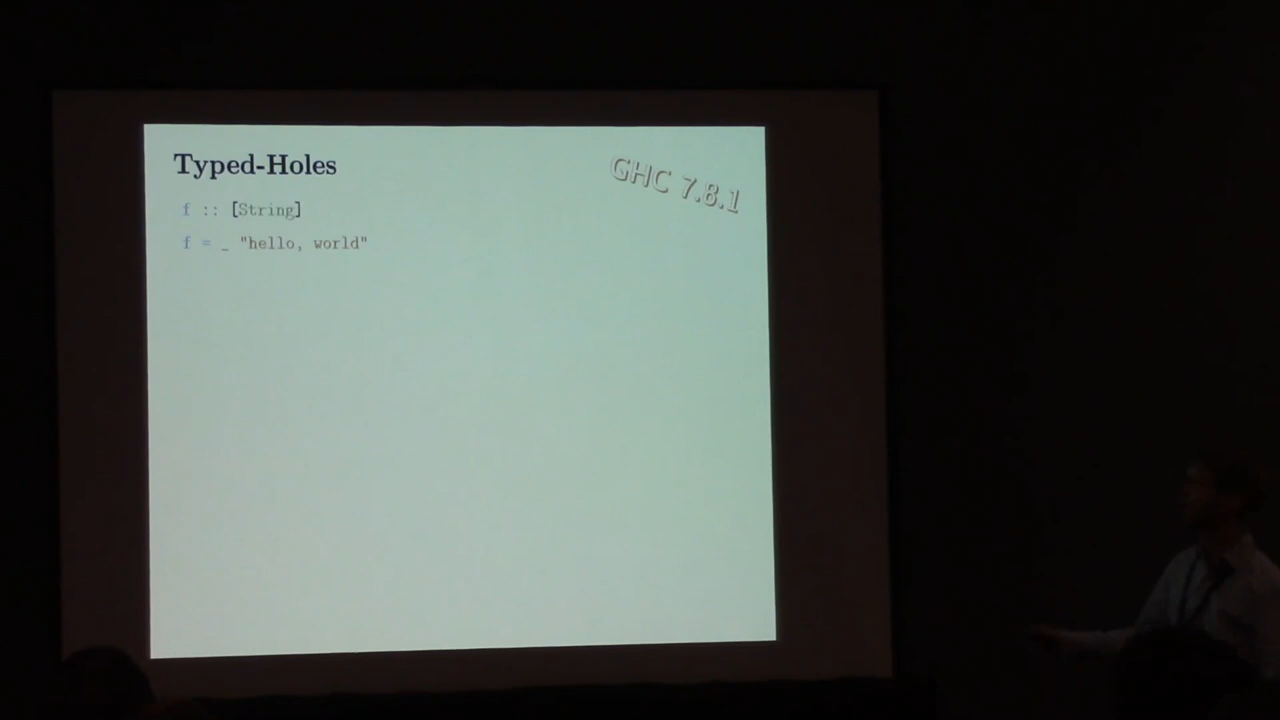 Typed-Holes
GHC 7.8.1
f :: [String]
f = _ "hello, world"